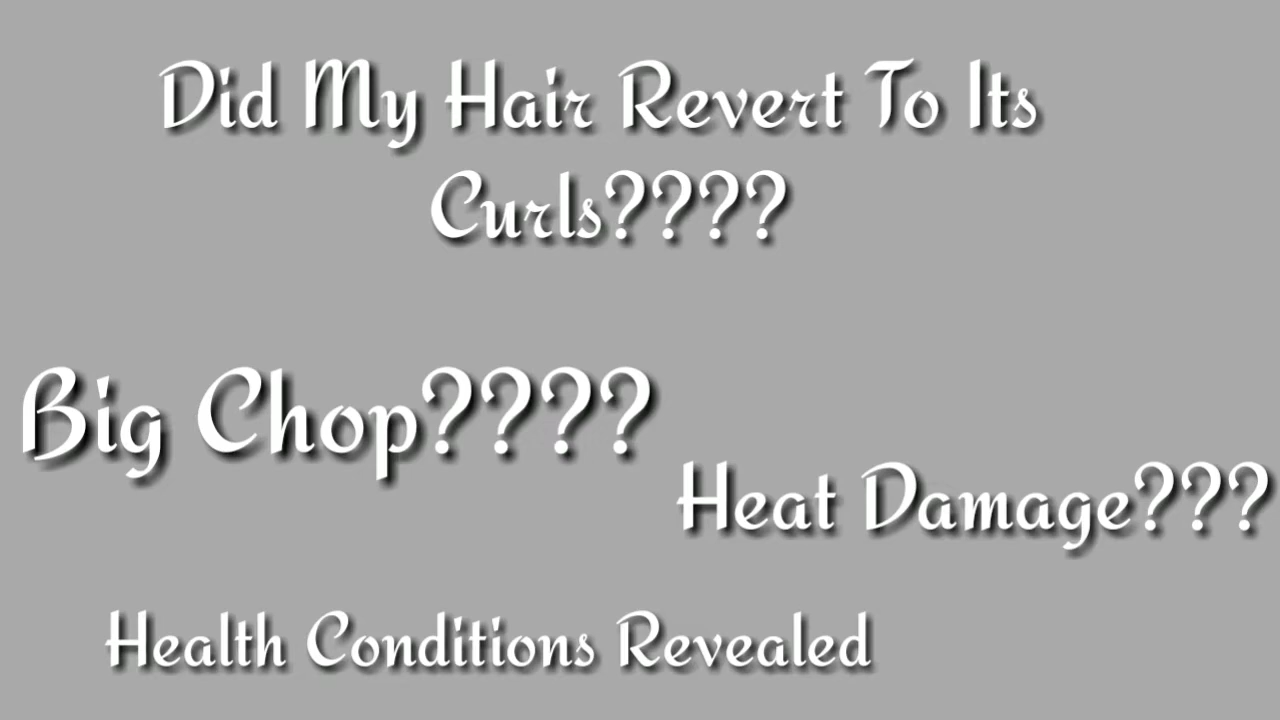 Did My Hair Revert To Its
Curls????
Big Chop????
Heat Damage???
Health Conditions Revealed